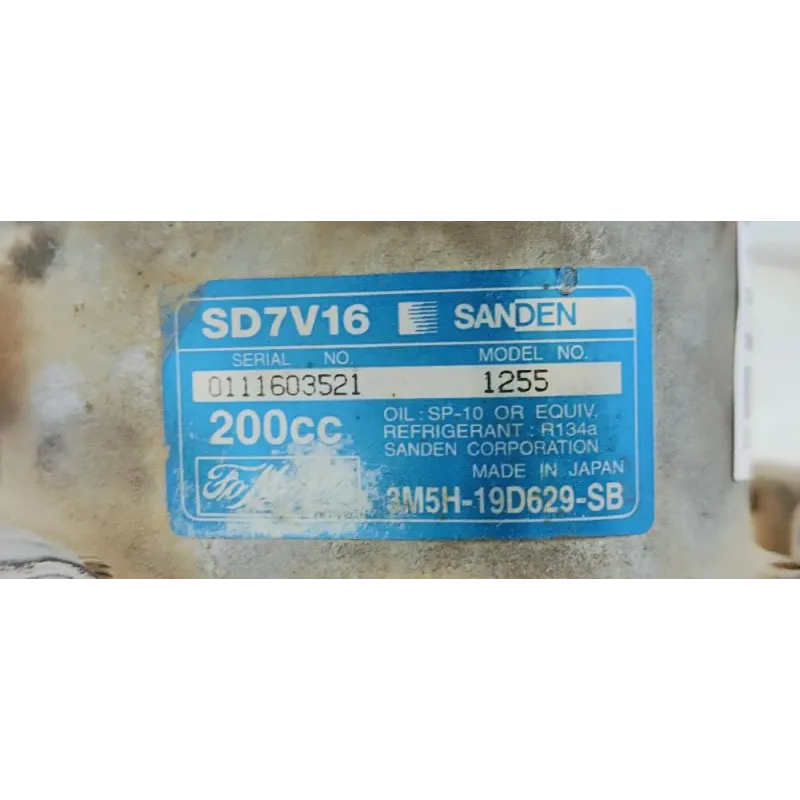 SD7V16 SANDEN
SERIAL NO. MODEL NO.
0111603521 1255
200cc OIL : SP-10 OR EQUIV.
REFRIGERANT : R134a
SANDEN CORPORATION
MADE IN JAPAN
3M5H-19D629-SB